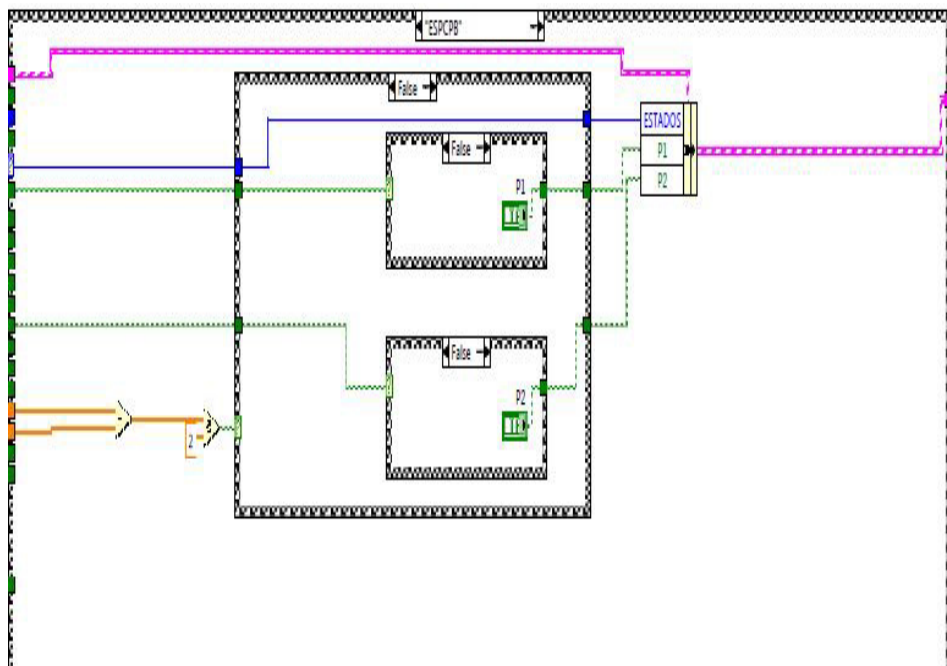 "ESPCPB"
False
ESTADOS
False
P1
P1
P2
False
P2
2